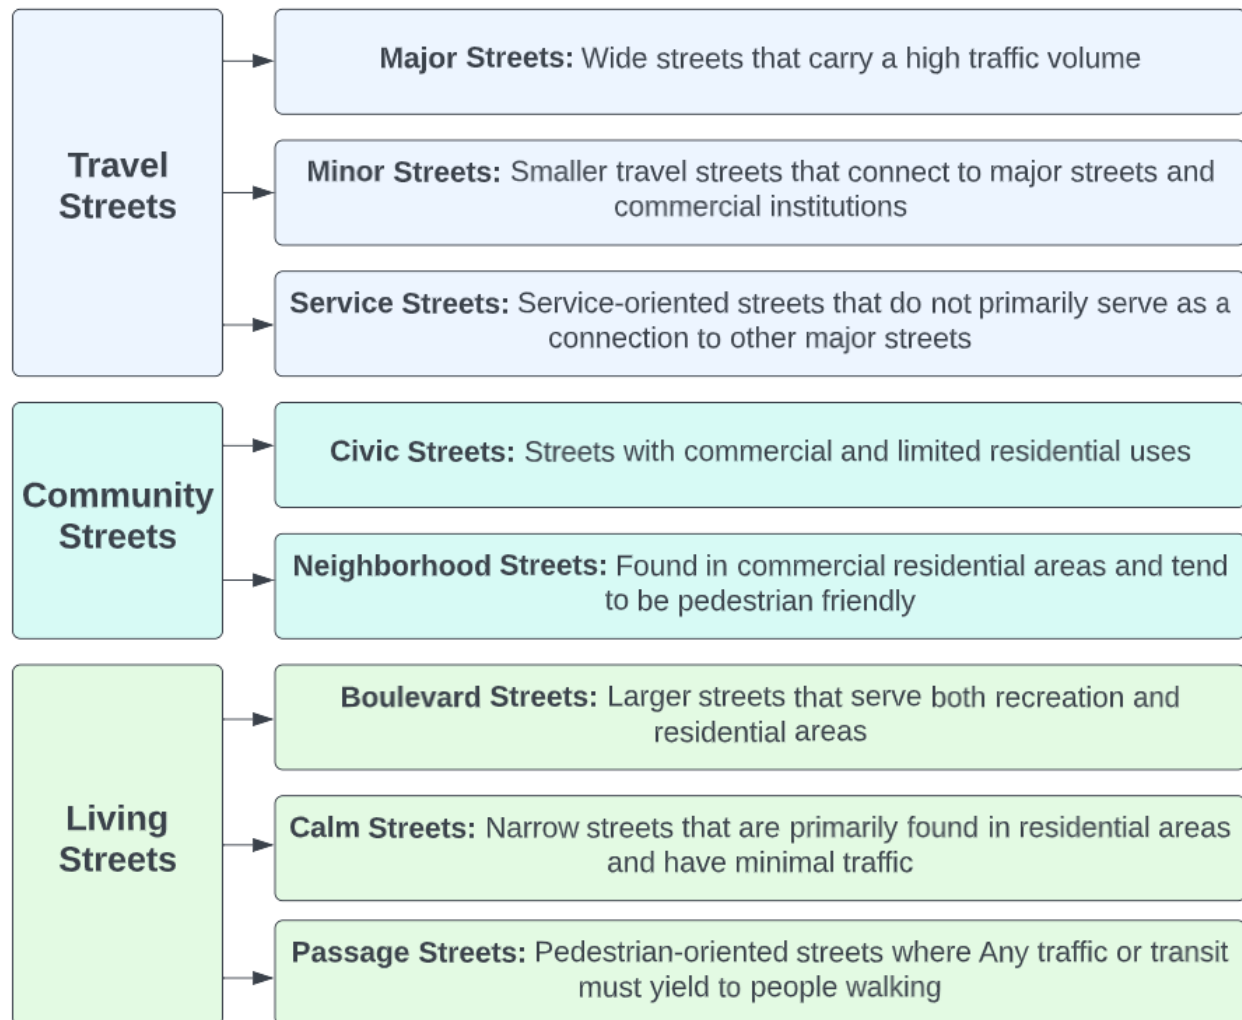 Travel
Streets
Major Streets: Wide streets that carry a high traffic volume
Minor Streets: Smaller travel streets that connect to major streets and
commercial institutions
Service Streets: Service-oriented streets that do not primarily serve as a
connection to other major streets
Community
Streets
Civic Streets: Streets with commercial and limited residential uses
Neighborhood Streets: Found in commercial residential areas and tend
to be pedestrian friendly
Living
Streets
Boulevard Streets: Larger streets that serve both recreation and
residential areas
Calm Streets: Narrow streets that are primarily found in residential areas
and have minimal traffic
Passage Streets: Pedestrian-oriented streets where Any traffic or transit
must yield to people walking